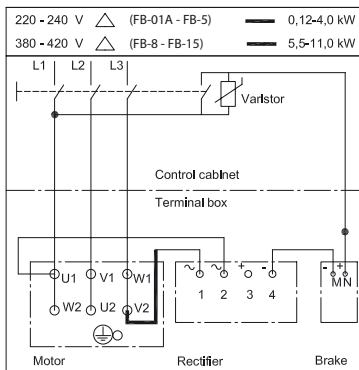 220 - 240 V (FB-01A - FB-5) 0,12-4,0 kW
380 - 420 V (FB-8 - FB-15) 5,5-11,0 kW
L1 L2 L3
Varistor
Control cabinet
Terminal box
U1 V1 W1 ~ ~ + - - +
1 2 3 4 M N
W2 U2 V2
Motor Rectifier Brake